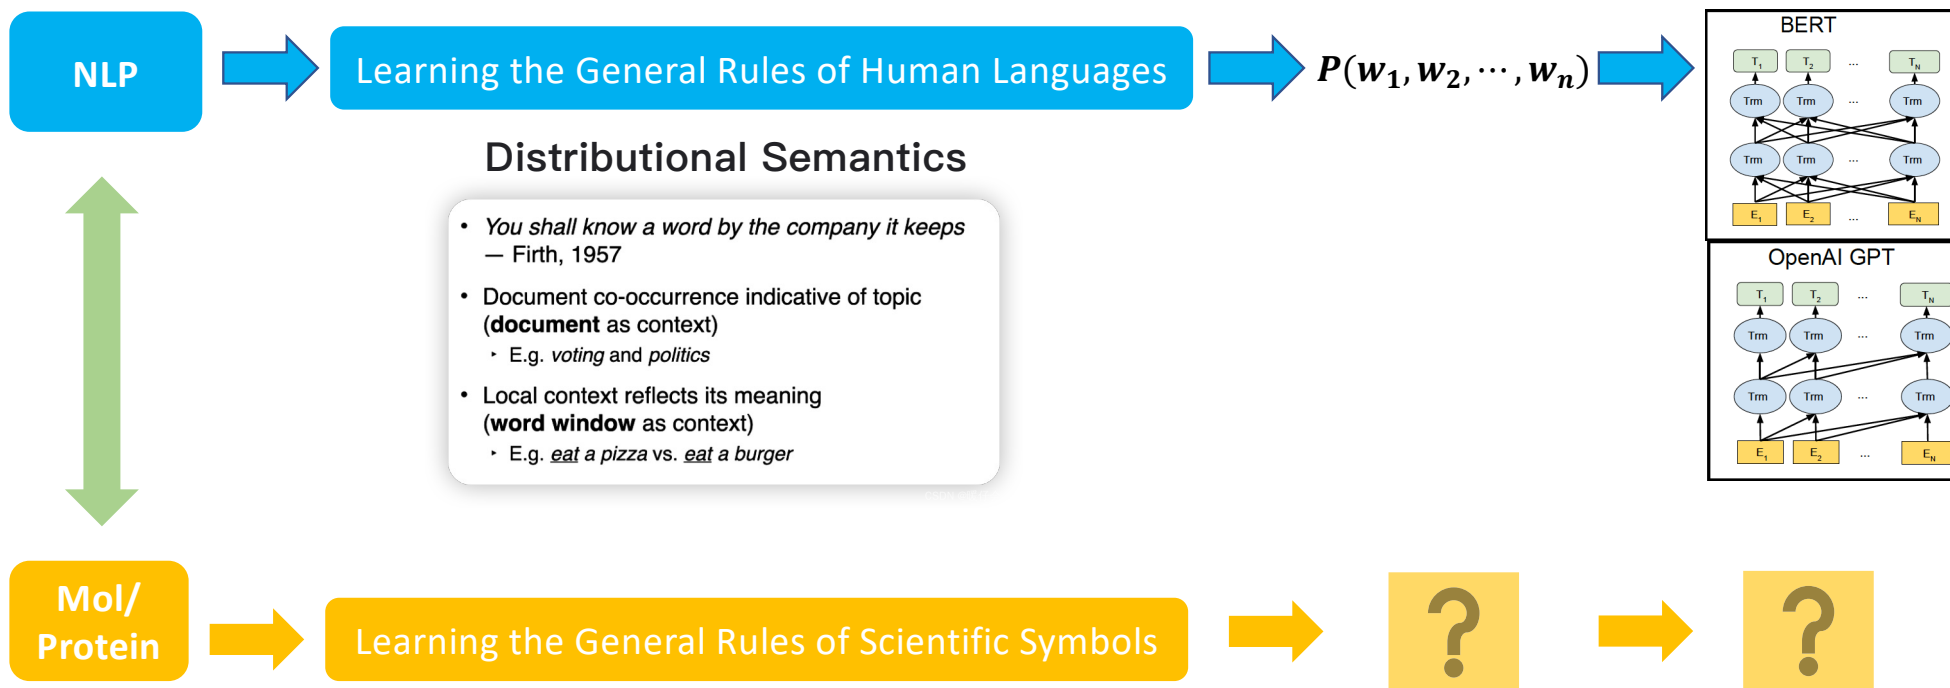 NLP
Learning the General Rules of Human Languages
P(w₁, w₂, ⋯, wₙ)
BERT
T₁ T₂ ... T_N
Trm Trm ... Trm
Trm Trm ... Trm
E₁ E₂ ... E_N
Distributional Semantics
• You shall know a word by the company it keeps
— Firth, 1957
• Document co-occurrence indicative of topic
(document as context)
‣ E.g. voting and politics
• Local context reflects its meaning
(word window as context)
‣ E.g. eat a pizza vs. eat a burger
OpenAI GPT
T₁ T₂ ... T_N
Trm Trm ... Trm
Trm Trm ... Trm
E₁ E₂ ... E_N
Mol/
Protein
Learning the General Rules of Scientific Symbols
?
?